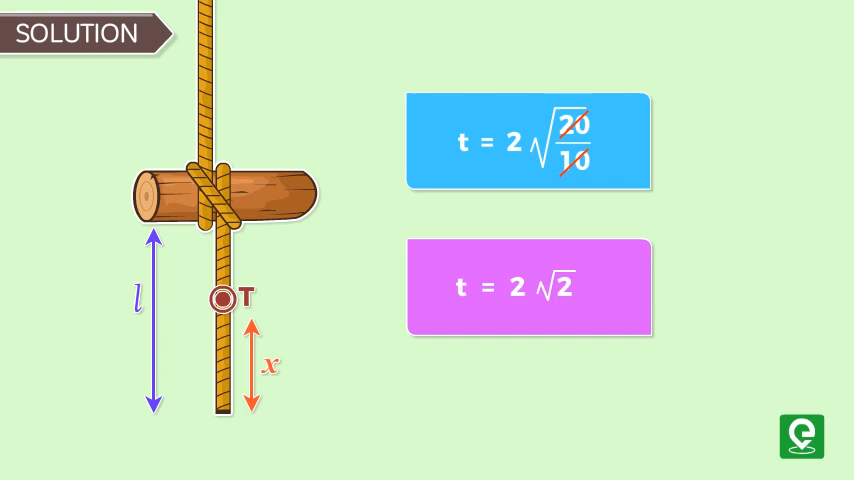 SOLUTION
t = 2 √20/10
t = 2 √2
l
T
x